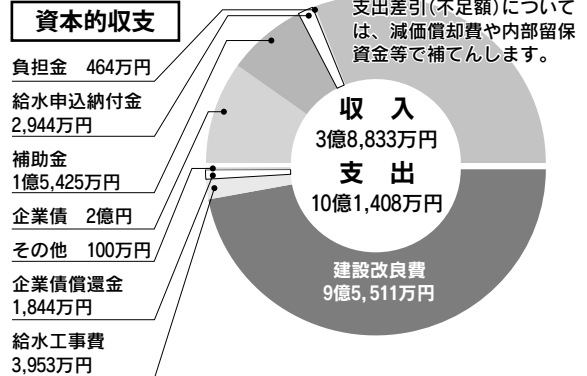 資本的収支
支出差引(不足額)について
は、減価償却費や内部留保
資金等で補てんします。
負担金 464万円
給水申込納付金
2,944万円
補助金
1億5,425万円
企業債 2億円
その他 100万円
企業債償還金
1,844万円
給水工事費
3,953万円
収 入
3億8,833万円
支 出
10億1,408万円
建設改良費
9億5,511万円